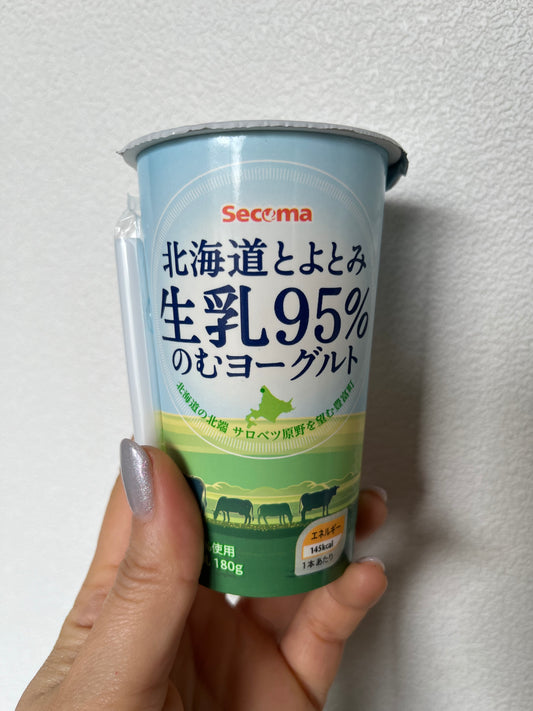 Secoma
北海道とよとみ
生乳95%
のむヨーグルト
北海道の北端 サロベツ原野を望む豊富町
使用
180g
エネルギー
145kcal
1本あたり